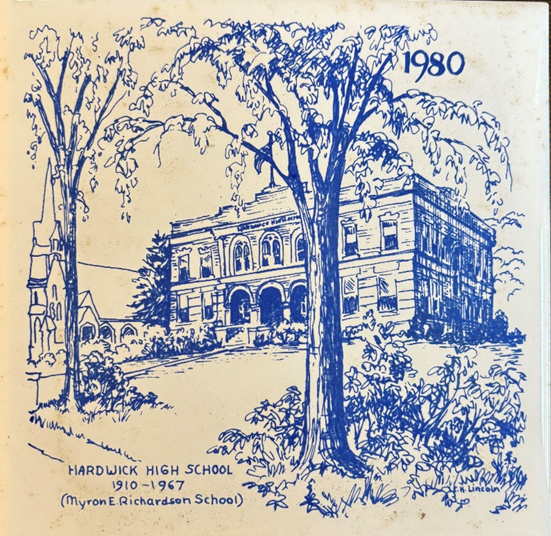 1980
HARDWICK HIGH SCHOOL
1910-1967
(Myron E. Richardson School)
E.H. Lincoln